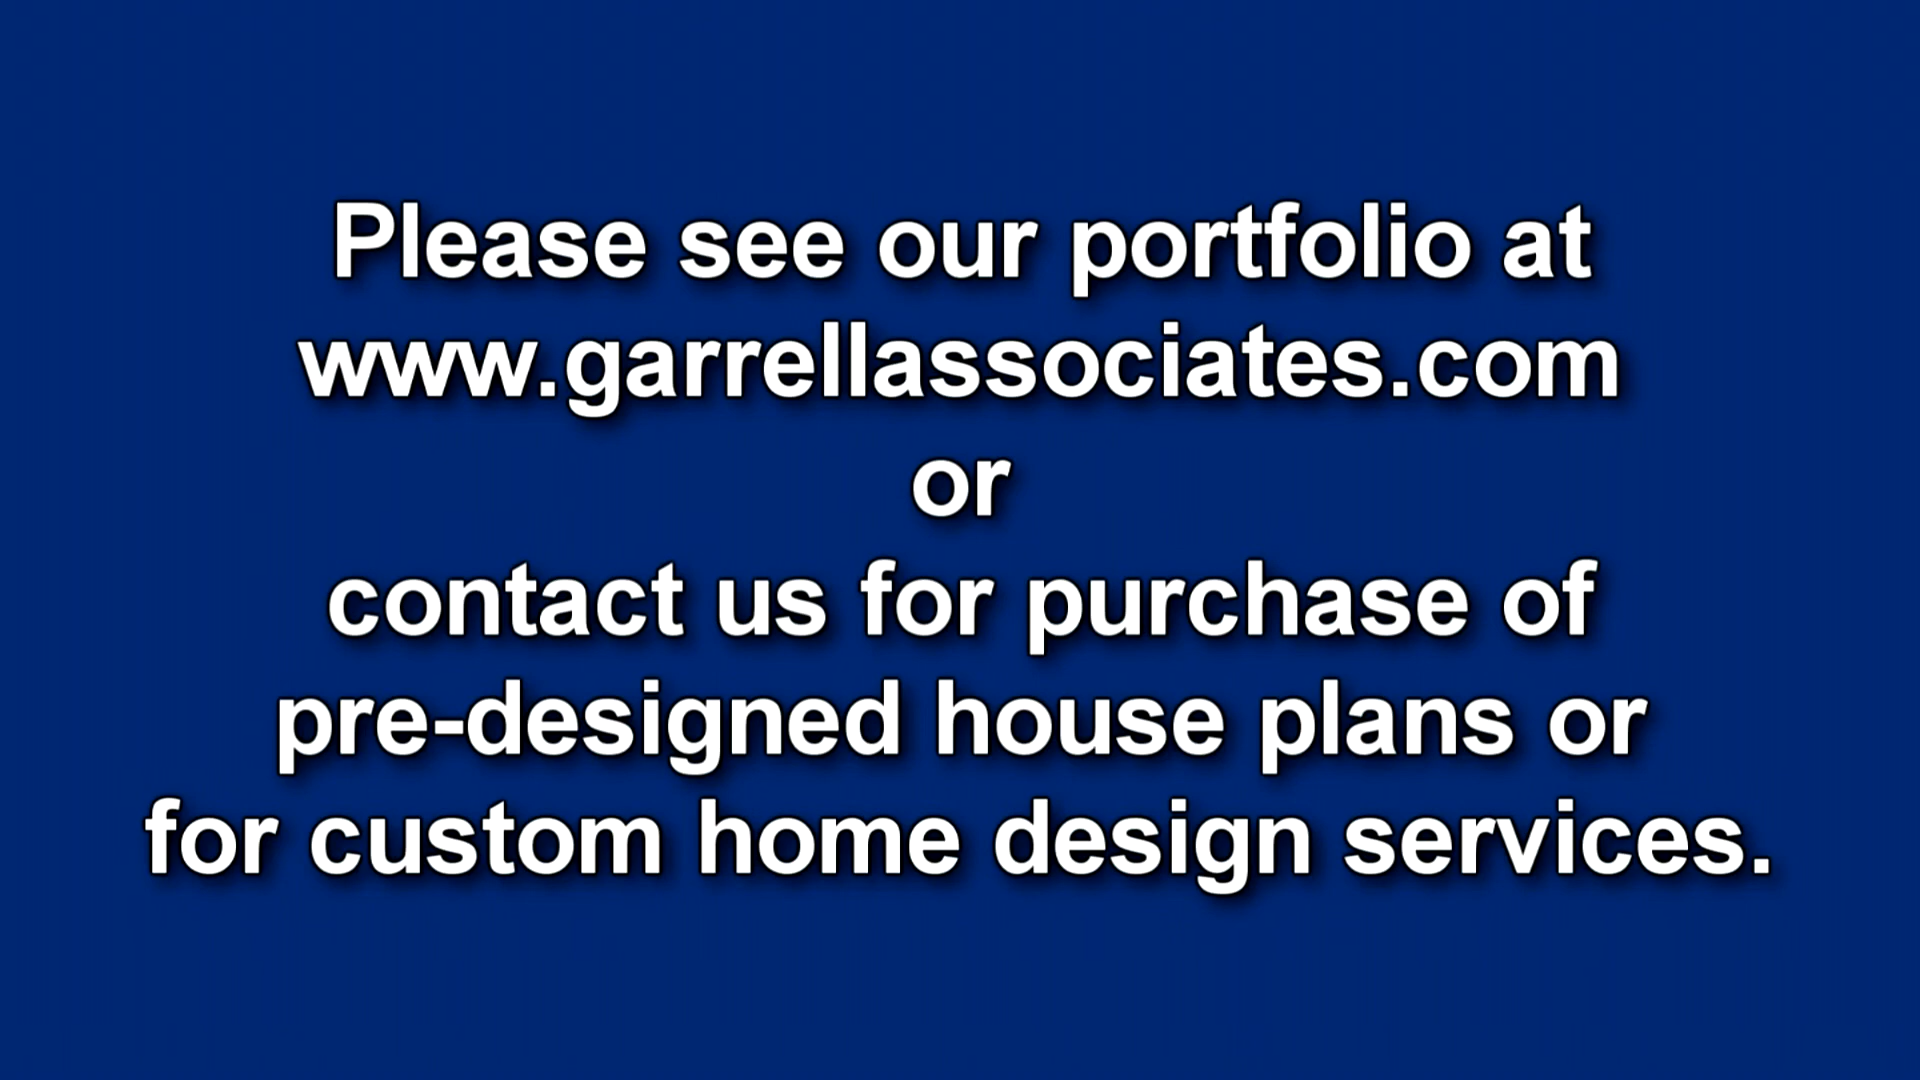 Please see our portfolio at
www.garrellassociates.com
or
contact us for purchase of
pre-designed house plans or
for custom home design services.